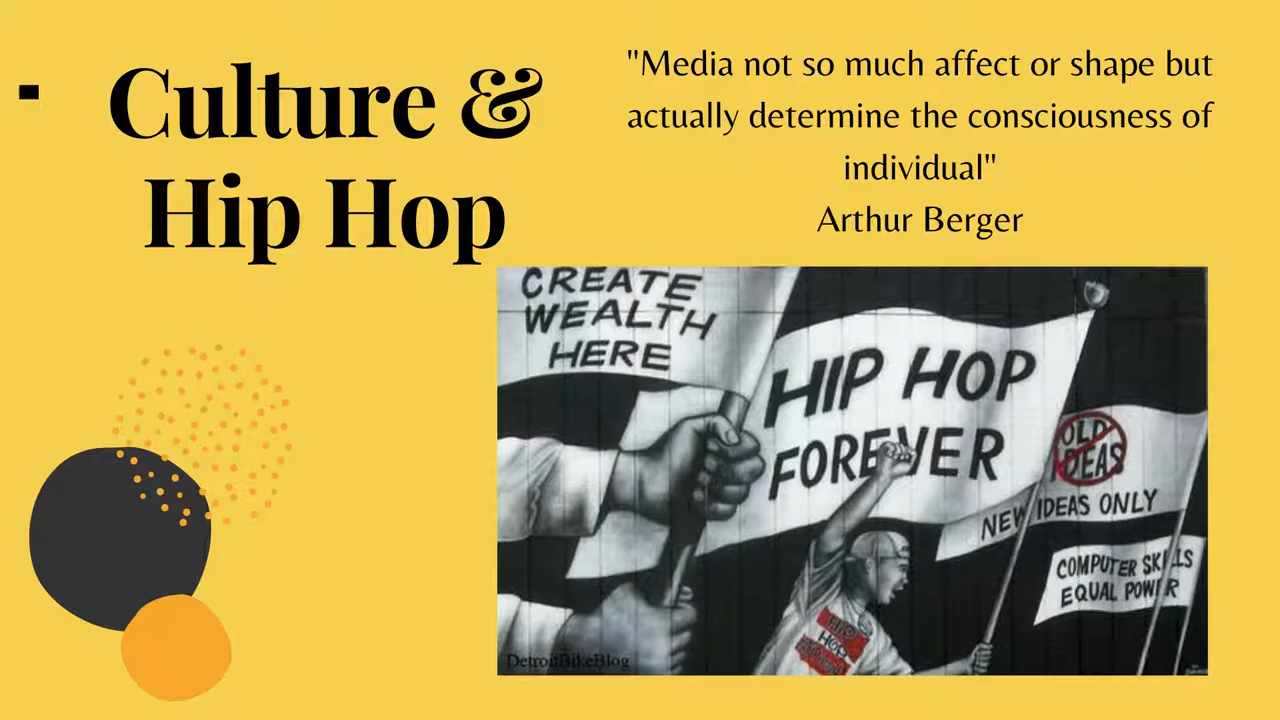 Culture &
Hip Hop
"Media not so much affect or shape but
actually determine the consciousness of
individual"
Arthur Berger
CREATE
WEALTH
HERE
HIP HOP
FOREVER
OLD
IDEAS
NEW IDEAS ONLY
COMPUTER SKILLS
EQUAL POWER
HOP
DetroitBikeBlog